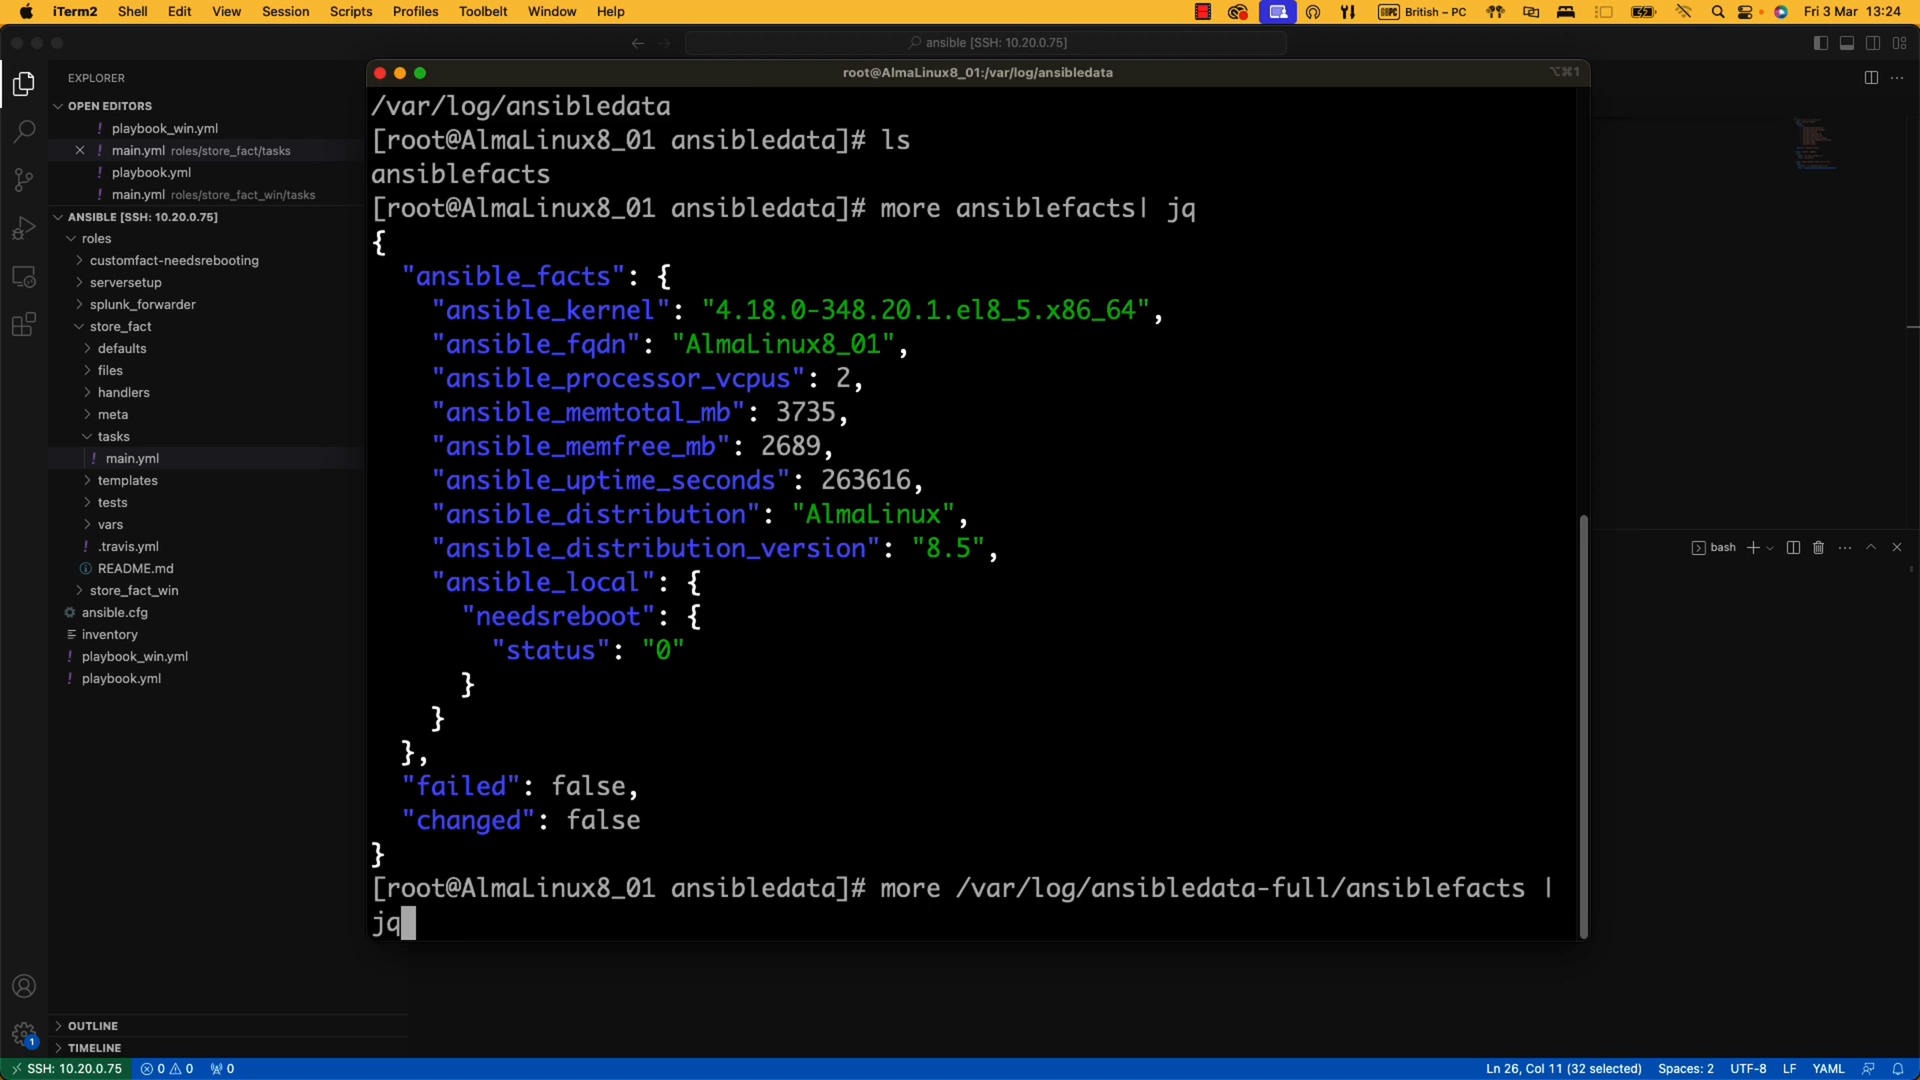 iTerm2 Shell Edit View Session Scripts Profiles Toolbelt Window Help British – PC Fri 3 Mar 13:24
ansible [SSH: 10.20.0.75]
EXPLORER
OPEN EDITORS
! playbook_win.yml
! main.yml roles/store_fact/tasks
! playbook.yml
! main.yml roles/store_fact_win/tasks
ANSIBLE [SSH: 10.20.0.75]
roles
customfact-needsrebooting
serversetup
splunk_forwarder
store_fact
defaults
files
handlers
meta
tasks
! main.yml
templates
tests
vars
! .travis.yml
README.md
store_fact_win
ansible.cfg
inventory
! playbook_win.yml
! playbook.yml
OUTLINE
TIMELINE
root@AlmaLinux8_01:/var/log/ansibledata
⌥⌘1
/var/log/ansibledata
[root@AlmaLinux8_01 ansibledata]# ls
ansiblefacts
[root@AlmaLinux8_01 ansibledata]# more ansiblefacts| jq
{
"ansible_facts": {
"ansible_kernel": "4.18.0-348.20.1.el8_5.x86_64",
"ansible_fqdn": "AlmaLinux8_01",
"ansible_processor_vcpus": 2,
"ansible_memtotal_mb": 3735,
"ansible_memfree_mb": 2689,
"ansible_uptime_seconds": 263616,
"ansible_distribution": "AlmaLinux",
"ansible_distribution_version": "8.5",
"ansible_local": {
"needsreboot": {
"status": "0"
}
}
},
"failed": false,
"changed": false
}
[root@AlmaLinux8_01 ansibledata]# more /var/log/ansibledata-full/ansiblefacts |
jq
bash
1
SSH: 10.20.0.75 0 0 0 Ln 26, Col 11 (32 selected) Spaces: 2 UTF-8 LF YAML